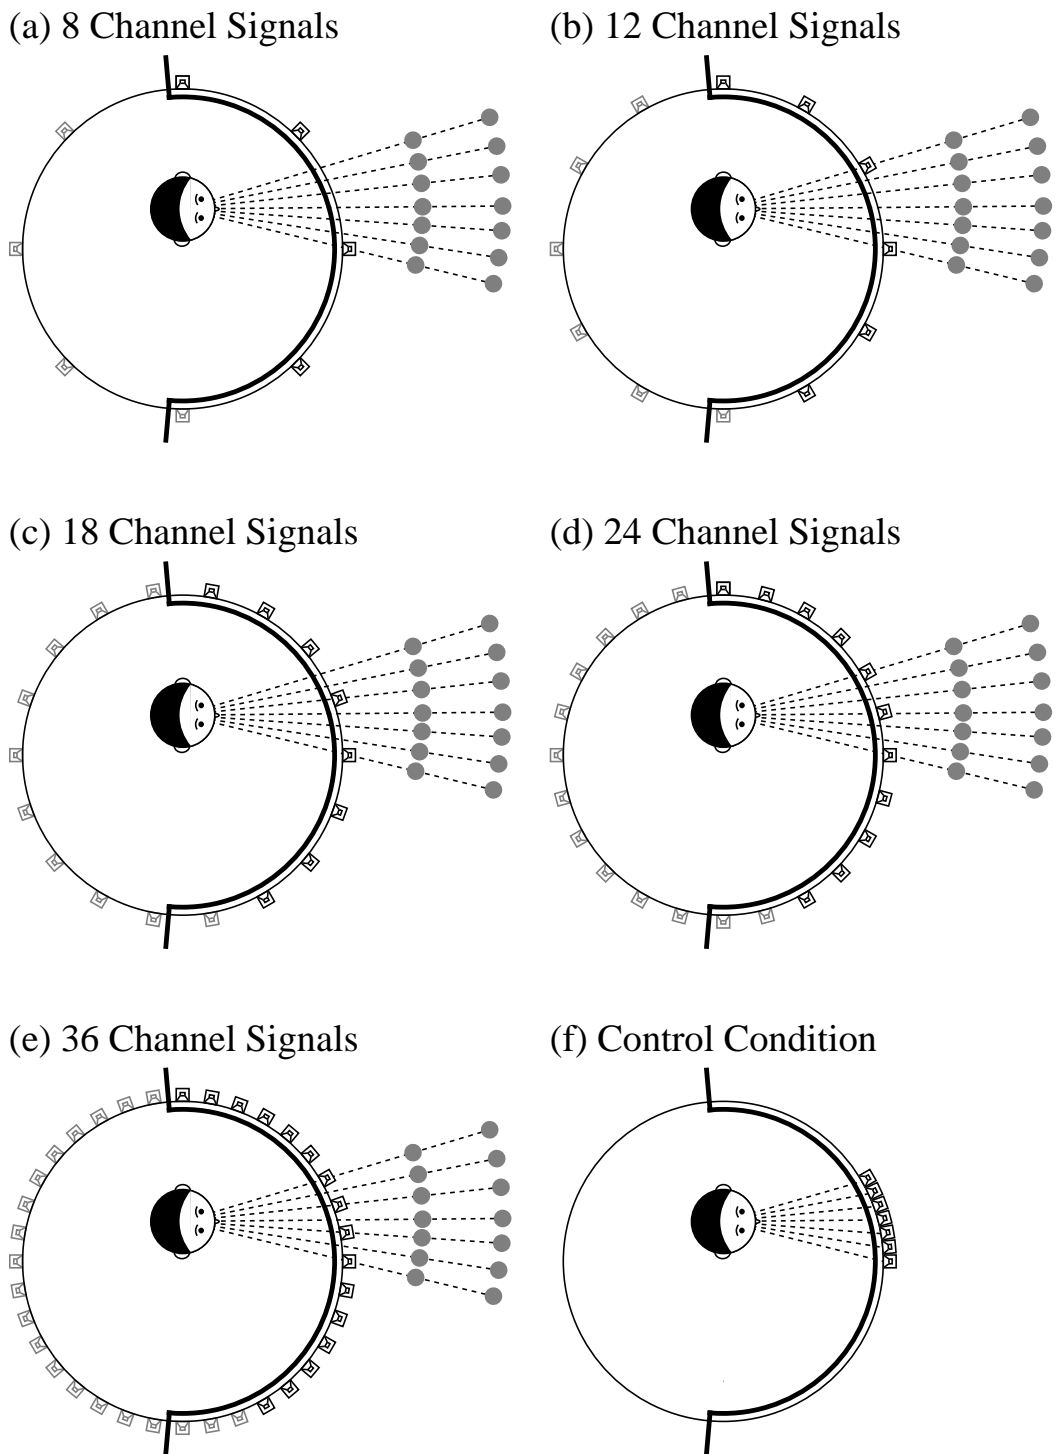 (a) 8 Channel Signals
(b) 12 Channel Signals
(c) 18 Channel Signals
(d) 24 Channel Signals
(e) 36 Channel Signals
(f) Control Condition